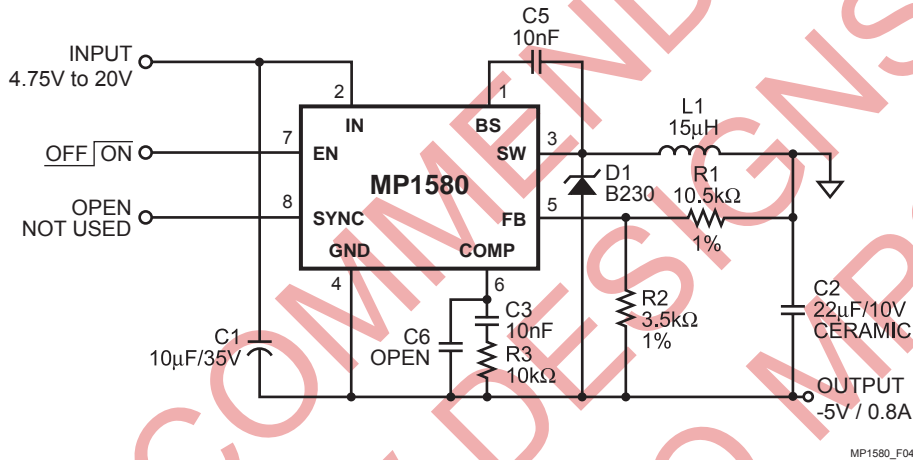 C5
10nF
INPUT
4.75V to 20V
2
1
IN
BS
L1
15µH
7
EN
SW
3
OFF ON
MP1580
D1
B230
R1
10.5kΩ
1%
OPEN
NOT USED
8
SYNC
FB
5
GND
COMP
4
6
R2
3.5kΩ
1%
C2
22µF/10V
CERAMIC
C3
10nF
C6
OPEN
R3
10kΩ
C1
10µF/35V
OUTPUT
-5V / 0.8A
MP1580_F04
COMMEND
DESIGNS
O MP